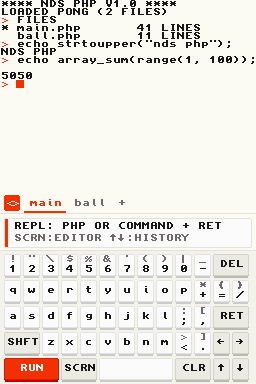 **** NDS PHP V1.0 ****
LOADED PONG (2 FILES)
> FILES
* main.php 41 LINES
ball.php 11 LINES
> echo strtoupper("nds php");
NDS PHP
> echo array_sum(range(1, 100));
5050
>
<> main ball +
REPL: PHP OR COMMAND + RET
SCRN:EDITOR ↑↓:HISTORY
! " \ $ % & ' ( ) | _
1 2 3 4 5 6 7 8 9 0 - DEL
* ( )
q w e r t y u i o p + = /
: [
a s d f g h j k l ; , RET
> ]
SHFT z x c v b n m < . ← →
RUN SCRN CLR ↑ ↓